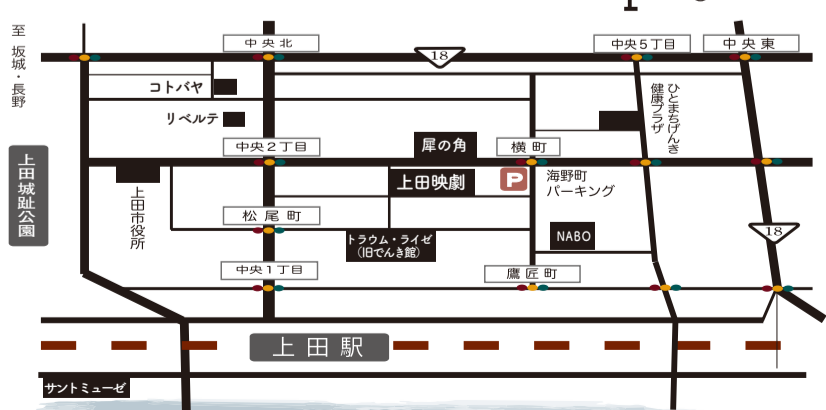 至 坂城・長野
中央北
18
中央5丁目
中央東
コトバヤ
リベルテ
ひとまちげんき
健康プラザ
上田城趾公園
中央2丁目
犀の角
横町
上田映劇
P
海野町
パーキング
上田市役所
松尾町
トラウム・ライゼ
(旧でんき館)
NABO
18
中央1丁目
鷹匠町
上田駅
サントミューゼ